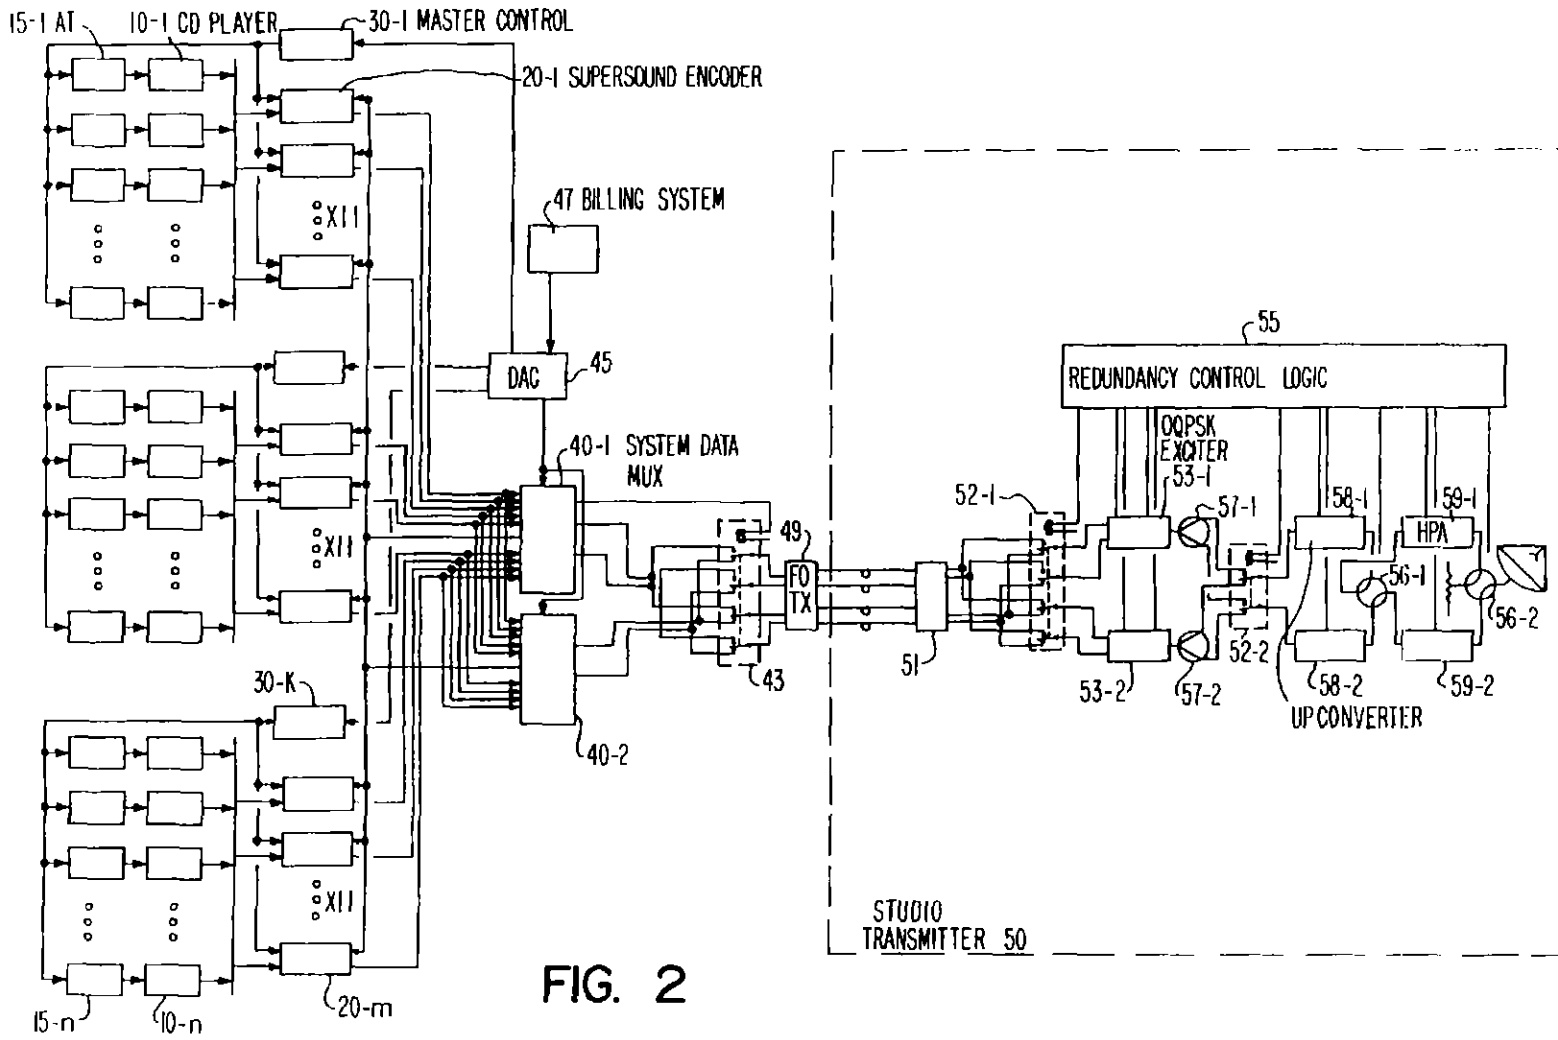 15-1 AT
10-1 CD PLAYER
30-1 MASTER CONTROL
20-1 SUPERSOUND ENCODER
X11
47 BILLING SYSTEM
DAC
45
X11
40-1 SYSTEM DATA
MUX
43
49
FO
TX
51
40-2
30-K
X11
15-n
10-n
20-m
55
REDUNDANCY CONTROL LOGIC
OQPSK
EXCITER
53-1
52-1
57-1
58-1
59-1
HPA
56-1
56-2
53-2
57-2
52-2
58-2
59-2
UPCONVERTER
STUDIO
TRANSMITTER 50
FIG. 2